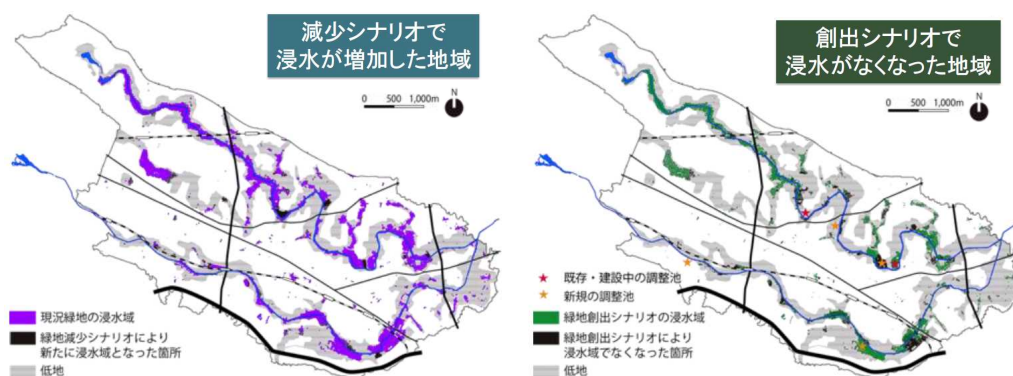 減少シナリオで
浸水が増加した地域
N
0 500 1,000m
現況緑地の浸水域
緑地減少シナリオにより
新たに浸水域となった箇所
低地
創出シナリオで
浸水がなくなった地域
N
0 500 1,000m
既存・建設中の調整池
新規の調整池
緑地創出シナリオの浸水域
緑地創出シナリオにより
浸水域でなくなった箇所
低地